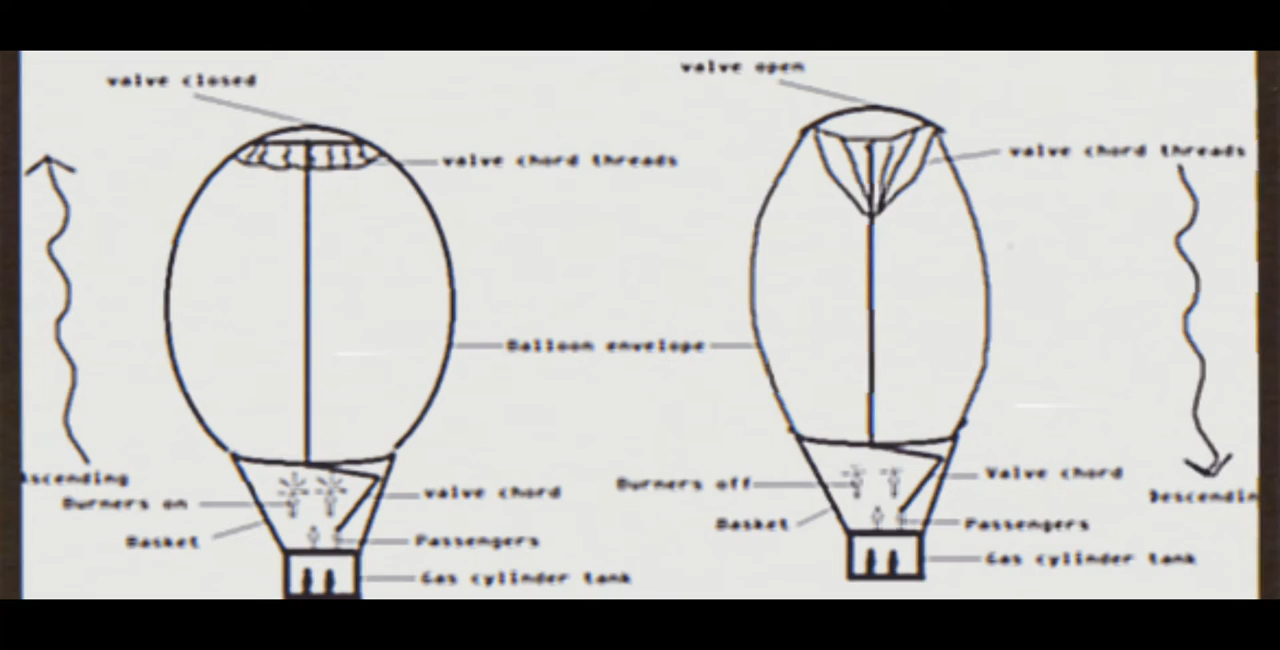 valve closed
valve open
valve chord threads
valve chord threads
Balloon envelope
Ascending
Burners on
Basket
valve chord
Passengers
Gas cylinder tank
Burners off
Basket
Valve chord
Descendin
Passengers
Gas cylinder tank